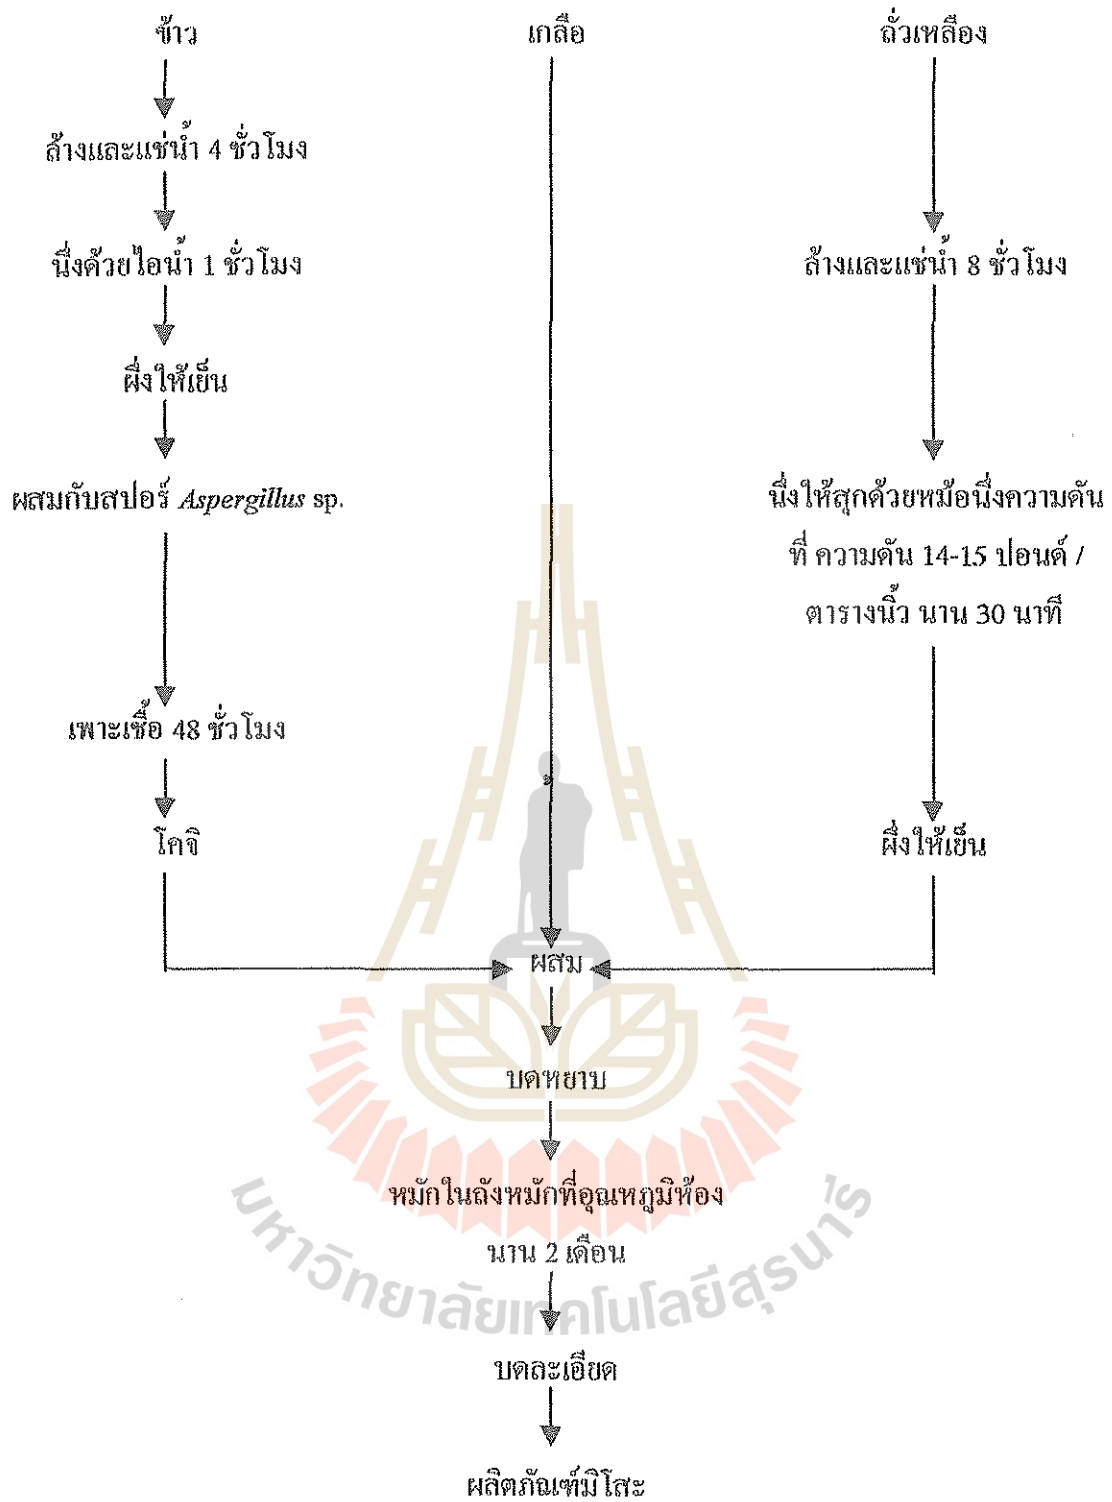 ข้าว
เกลือ
ถั่วเหลือง
ล้างและแช่น้ำ 4 ชั่วโมง
นึ่งด้วยไอน้ำ 1 ชั่วโมง
ล้างและแช่น้ำ 8 ชั่วโมง
ผึ่งให้เย็น
ผสมกับสปอร์ Aspergillus sp.
นึ่งให้สุกด้วยหม้อนึ่งความดัน
ที่ ความดัน 14-15 ปอนด์ /
ตารางนิ้ว นาน 30 นาที
เพาะเชื้อ 48 ชั่วโมง
โคจิ
ผึ่งให้เย็น
ผสม
บดหยาบ
หมักในถังหมักที่อุณหภูมิห้อง
นาน 2 เดือน
บดละเอียด
ผลิตภัณฑ์มิโสะ
มหาวิทยาลัยเทคโนโลยีสุรนารี